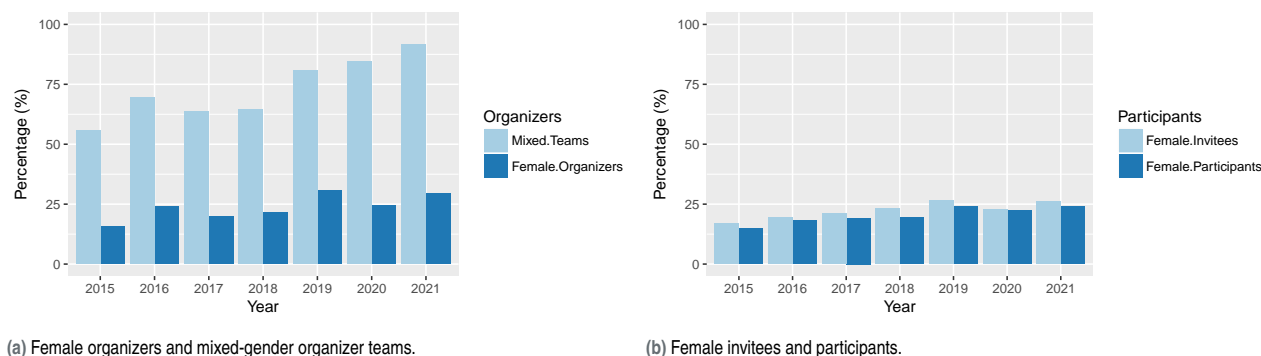 100
75
50
25
0
Percentage (%)
2015 2016 2017 2018 2019 2020 2021
Year
Organizers
Mixed.Teams
Female.Organizers
(a) Female organizers and mixed-gender organizer teams.
100
75
50
25
0
Percentage (%)
2015 2016 2017 2018 2019 2020 2021
Year
Participants
Female.Invitees
Female.Participants
(b) Female invitees and participants.